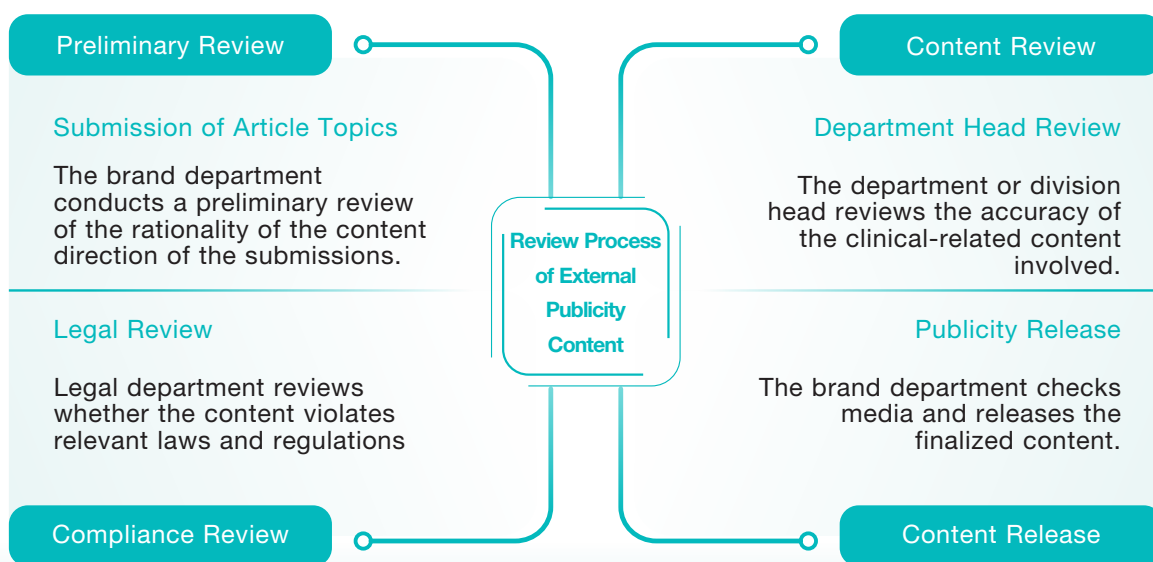 Preliminary Review
Submission of Article Topics
The brand department
conducts a preliminary review
of the rationality of the content
direction of the submissions.
Content Review
Department Head Review
The department or division
head reviews the accuracy of
the clinical-related content
involved.
Review Process
of External
Publicity
Content
Legal Review
Legal department reviews
whether the content violates
relevant laws and regulations
Compliance Review
Publicity Release
The brand department checks
media and releases the
finalized content.
Content Release